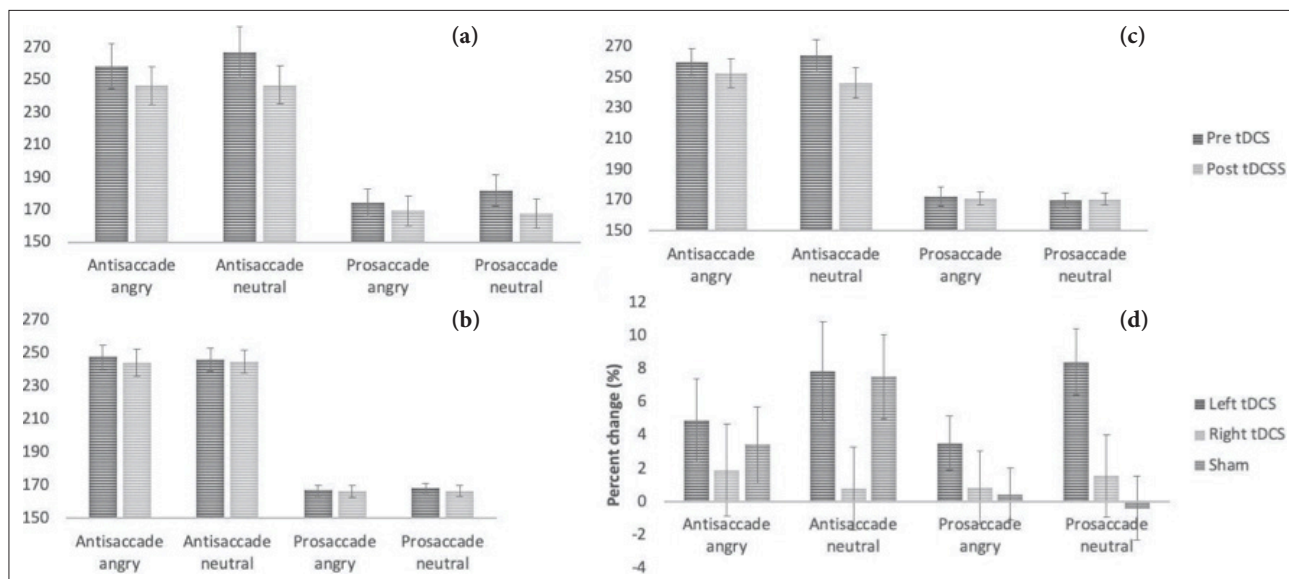 (a)
270
250
230
210
190
170
150
Antisaccade angry
Antisaccade neutral
Prosaccade angry
Prosaccade neutral
(c)
270
250
230
210
190
170
150
Antisaccade angry
Antisaccade neutral
Prosaccade angry
Prosaccade neutral
Pre tDCS
Post tDCSS
(b)
270
250
230
210
190
170
150
Antisaccade angry
Antisaccade neutral
Prosaccade angry
Prosaccade neutral
(d)
Percent change (%)
12
10
8
6
4
2
0
-2
-4
Antisaccade angry
Antisaccade neutral
Prosaccade angry
Prosaccade neutral
Left tDCS
Right tDCS
Sham